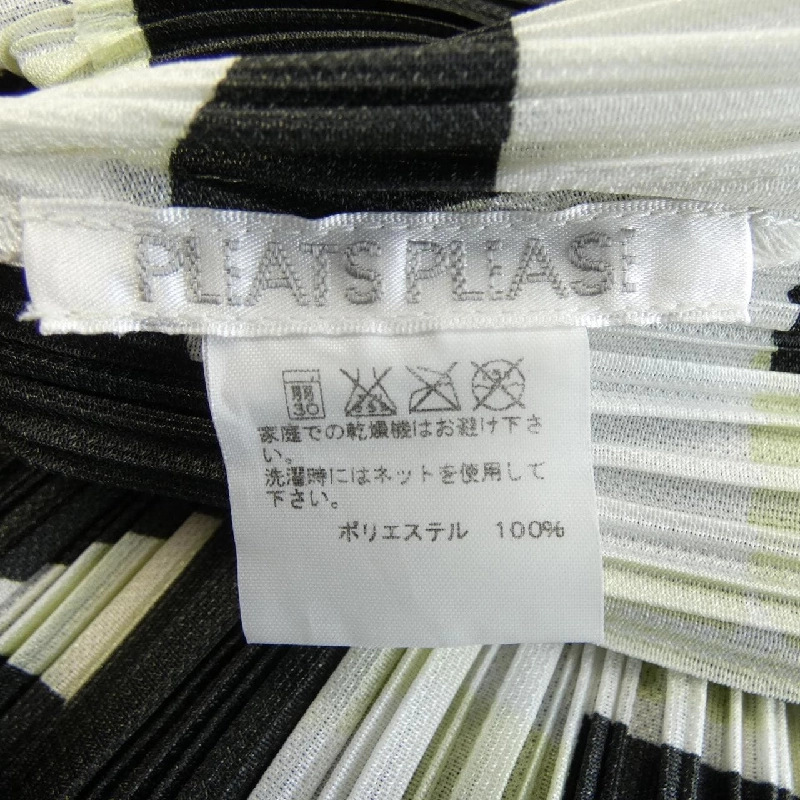 PLEATS PLEASE
弱
30
家庭での乾燥機はお避け下さ
い。
洗濯時にはネットを使用して
下さい。
ポリエステル 100%